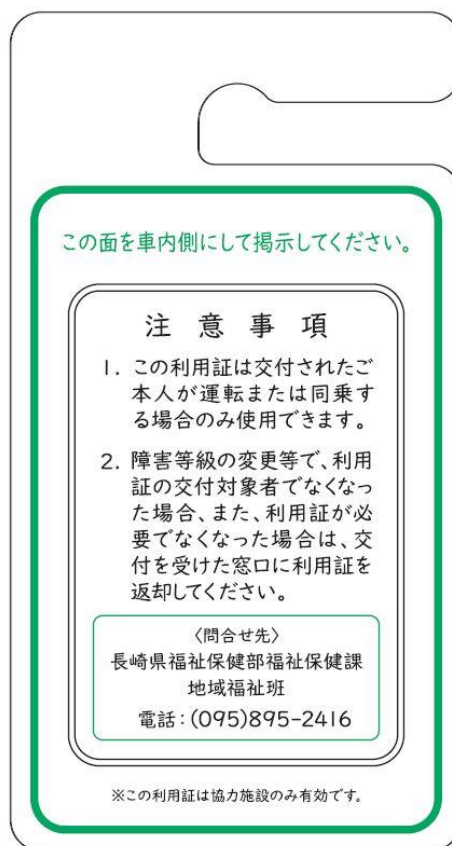 この面を車内側にして掲示してください。
注意事項
1. この利用証は交付されたご
本人が運転または同乗す
る場合のみ使用できます。
2. 障害等級の変更等で、利用
証の交付対象者でなくなっ
た場合、また、利用証が必
要でなくなった場合は、交
付を受けた窓口に利用証を
返却してください。
〈問合せ先〉
長崎県福祉保健部福祉保健課
地域福祉班
電話：(095)895-2416
※この利用証は協力施設のみ有効です。